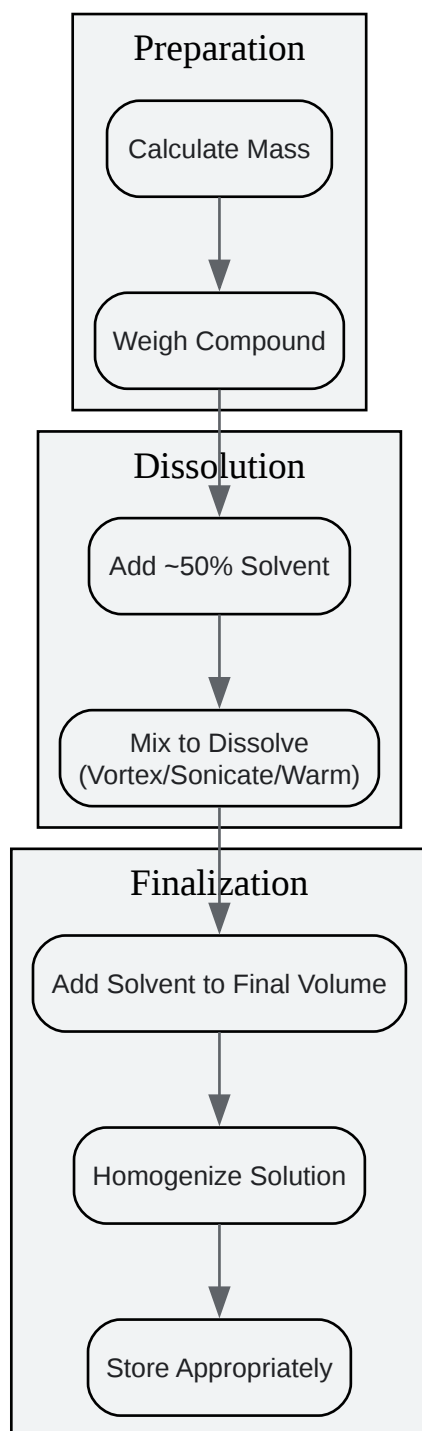 Preparation
Calculate Mass
Weigh Compound
Dissolution
Add ~50% Solvent
Mix to Dissolve
(Vortex/Sonicate/Warm)
Finalization
Add Solvent to Final Volume
Homogenize Solution
Store Appropriately